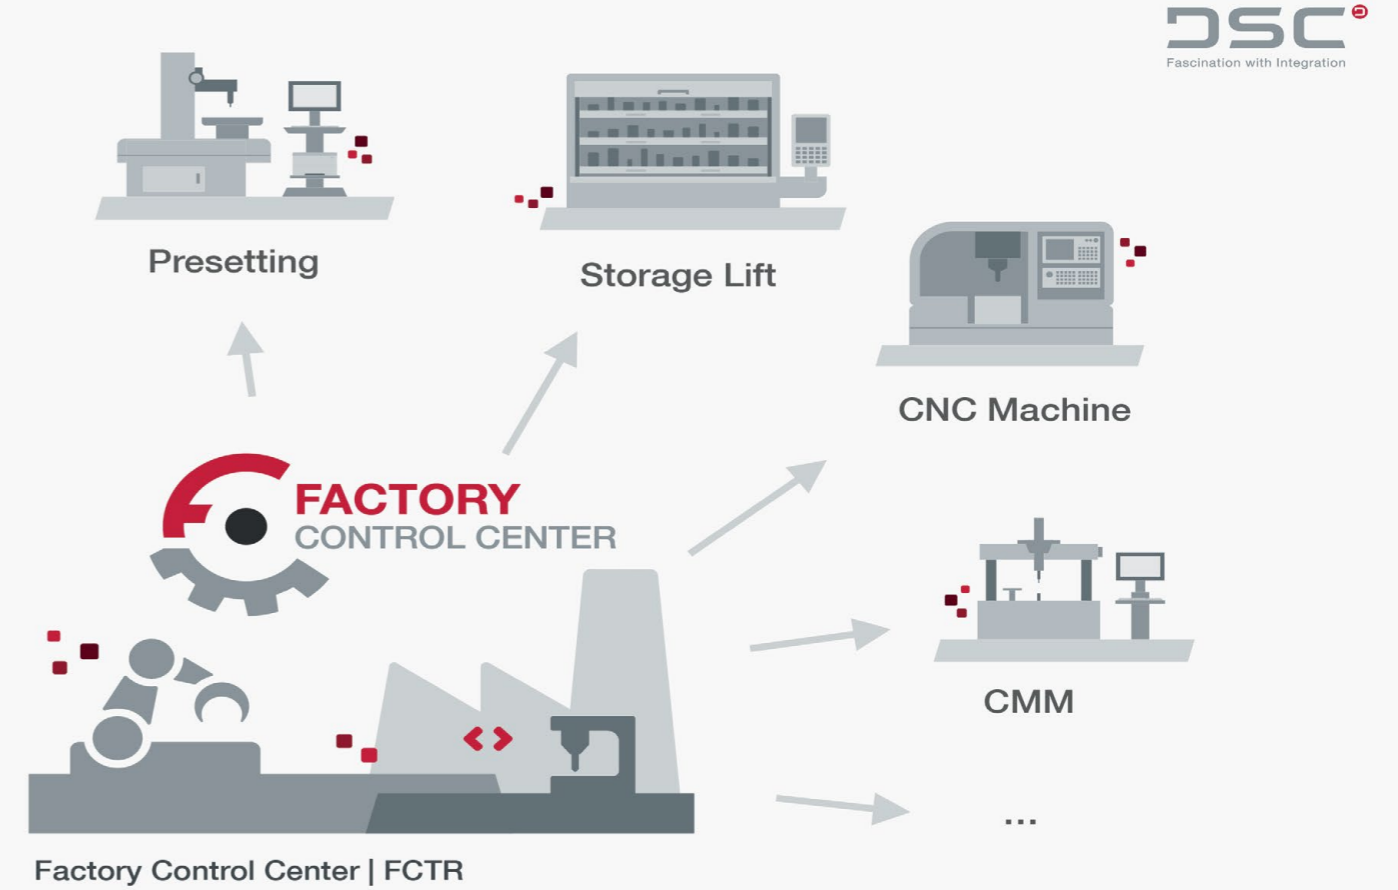 DSC
Fascination with Integration
Presetting
Storage Lift
CNC Machine
FACTORY
CONTROL CENTER
CMM
...
Factory Control Center | FCTR